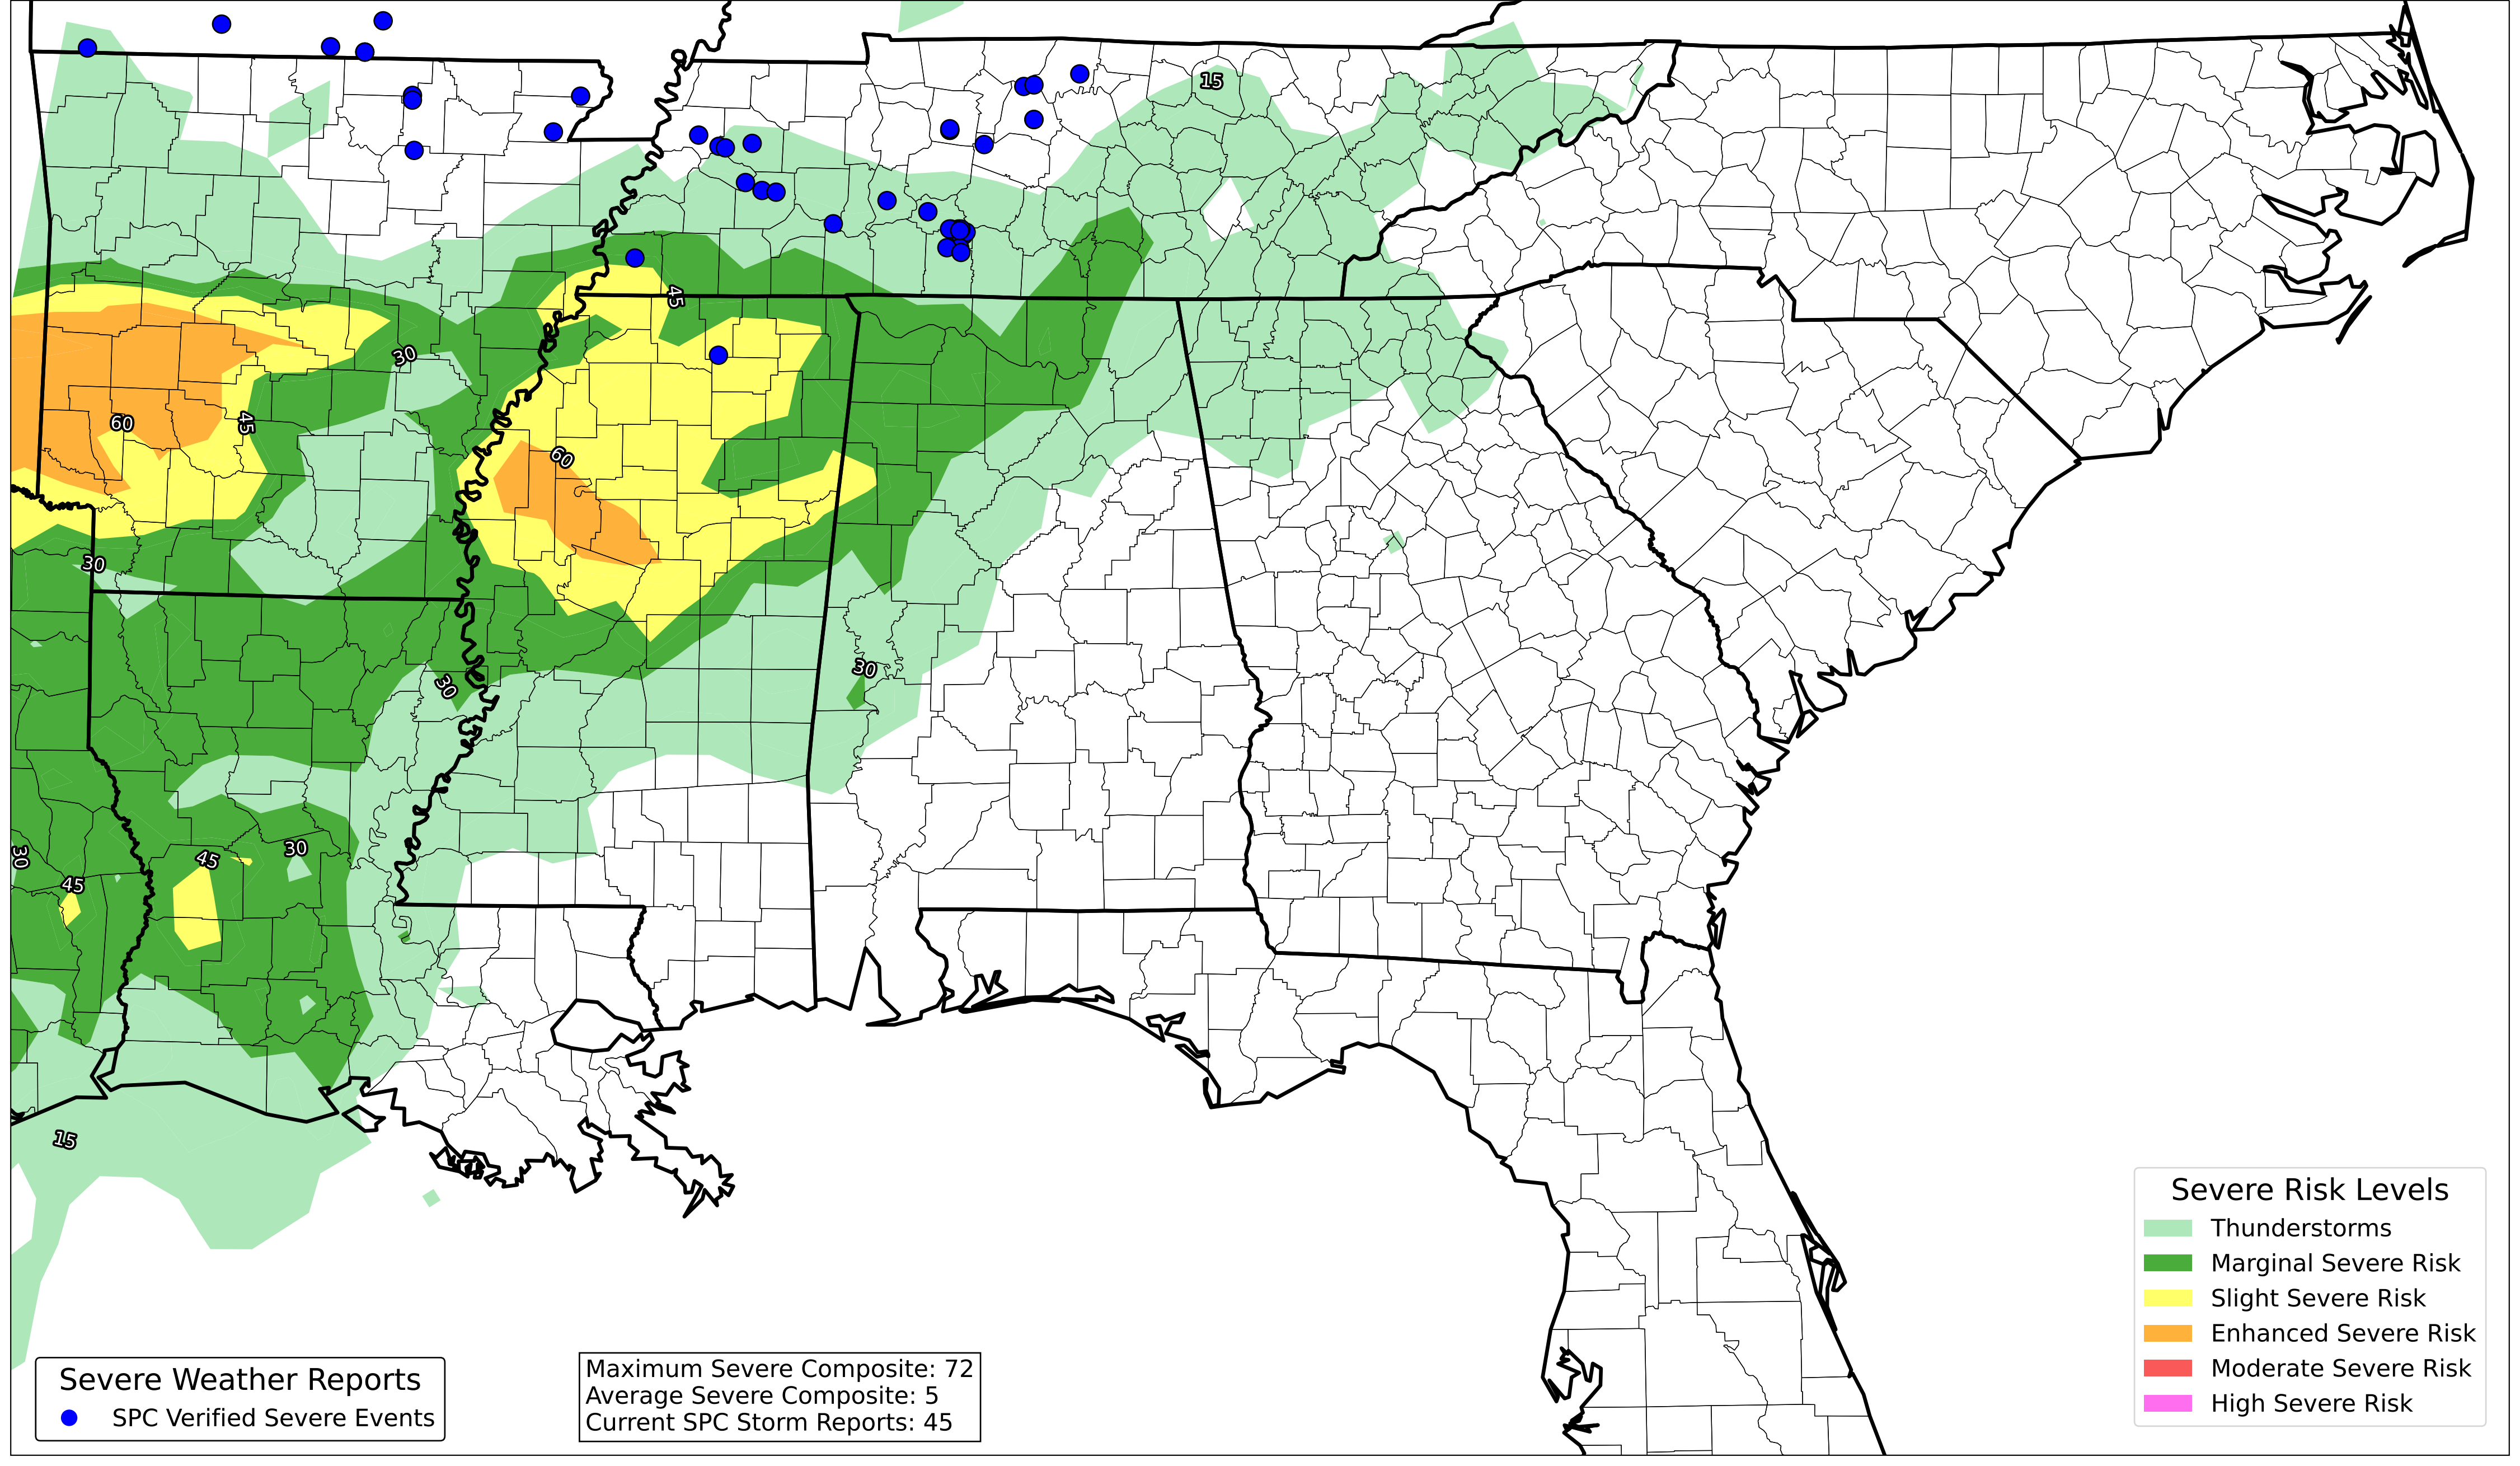 15
45
30
60
45
60
30
30
30
45
30
30
45
15
Severe Risk Levels
Thunderstorms
Marginal Severe Risk
Slight Severe Risk
Enhanced Severe Risk
Moderate Severe Risk
High Severe Risk
Severe Weather Reports
SPC Verified Severe Events
Maximum Severe Composite: 72
Average Severe Composite: 5
Current SPC Storm Reports: 45